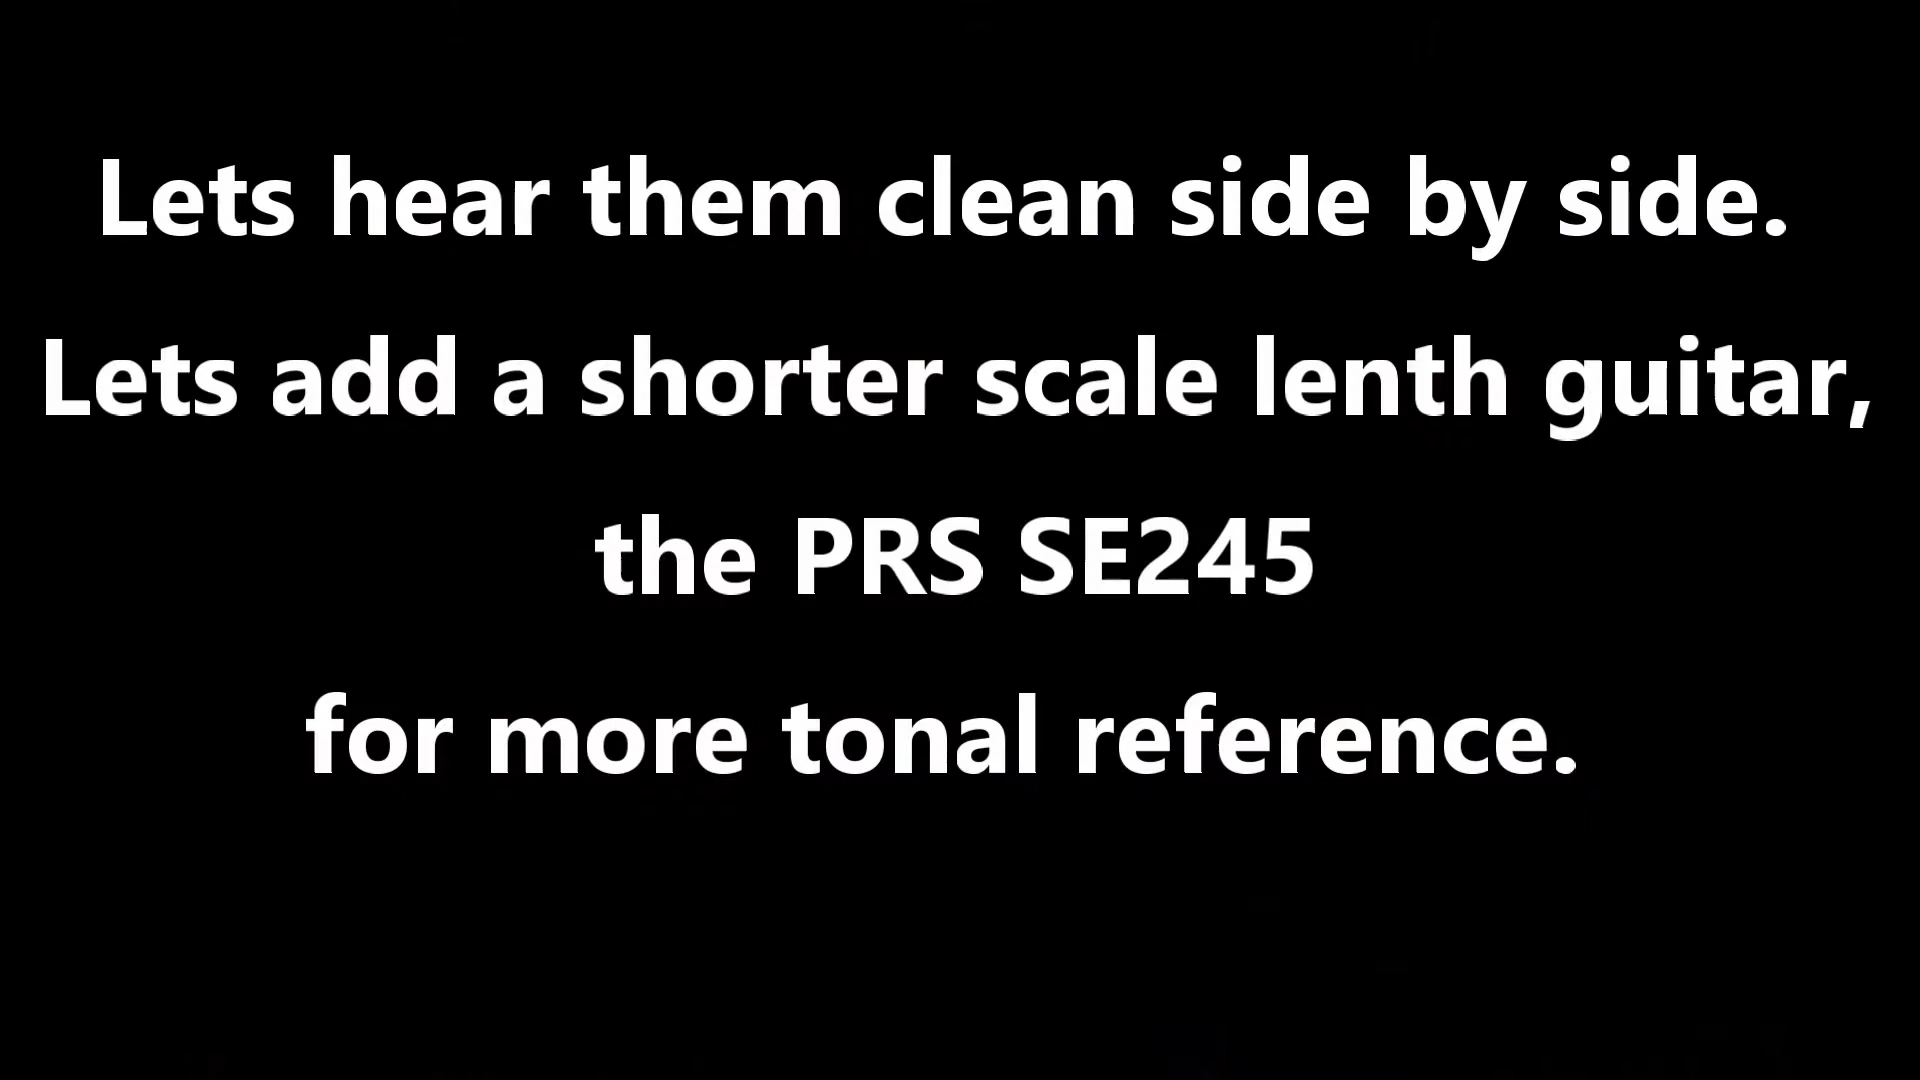 Lets hear them clean side by side.
Lets add a shorter scale lenth guitar,
the PRS SE245
for more tonal reference.